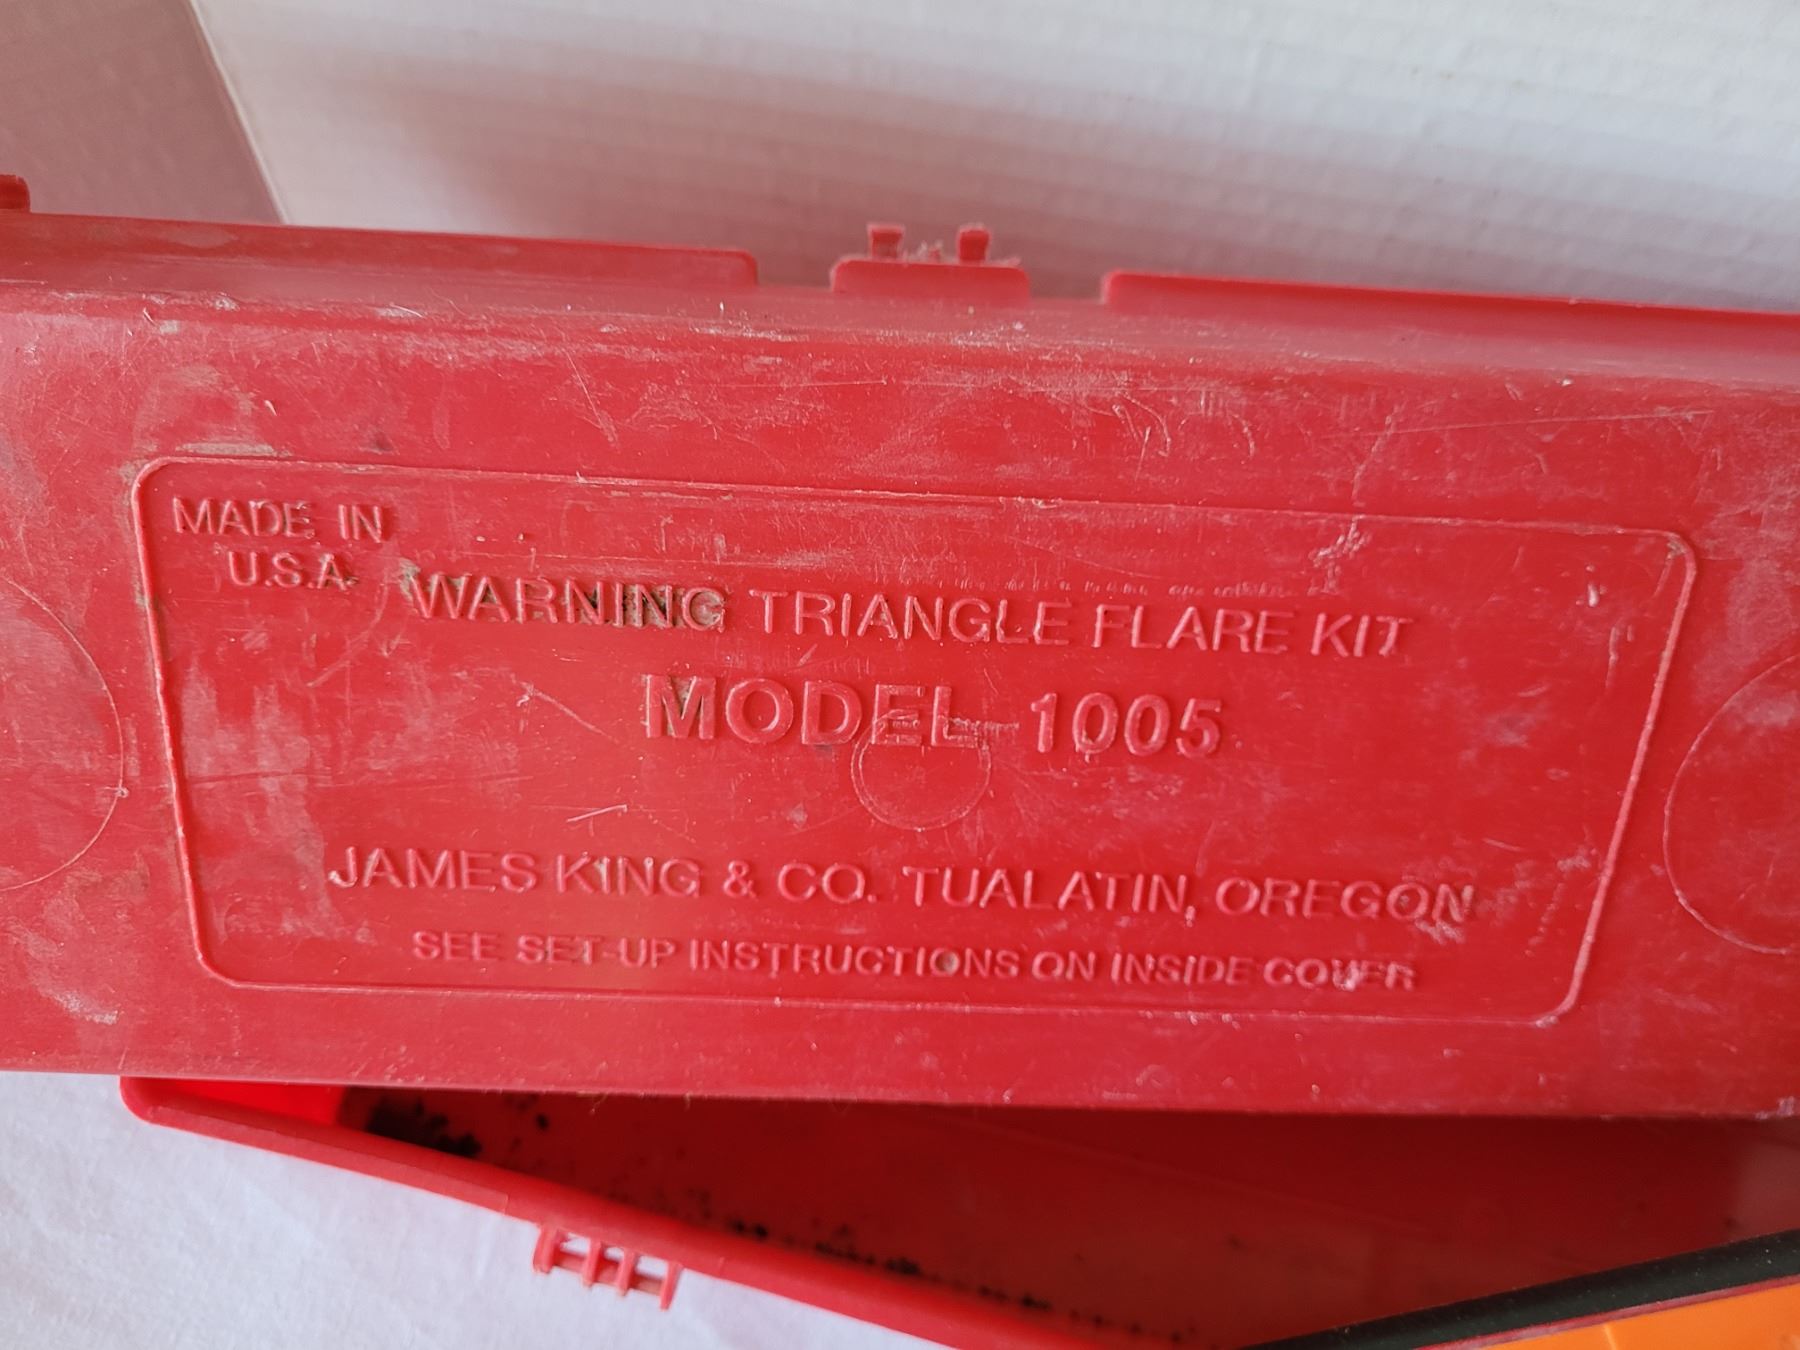 MADE IN
U.S.A.
WARNING TRIANGLE FLARE KIT
MODEL 1005
JAMES KING & CO. TUALATIN, OREGON
SEE SET-UP INSTRUCTIONS ON INSIDE COVER